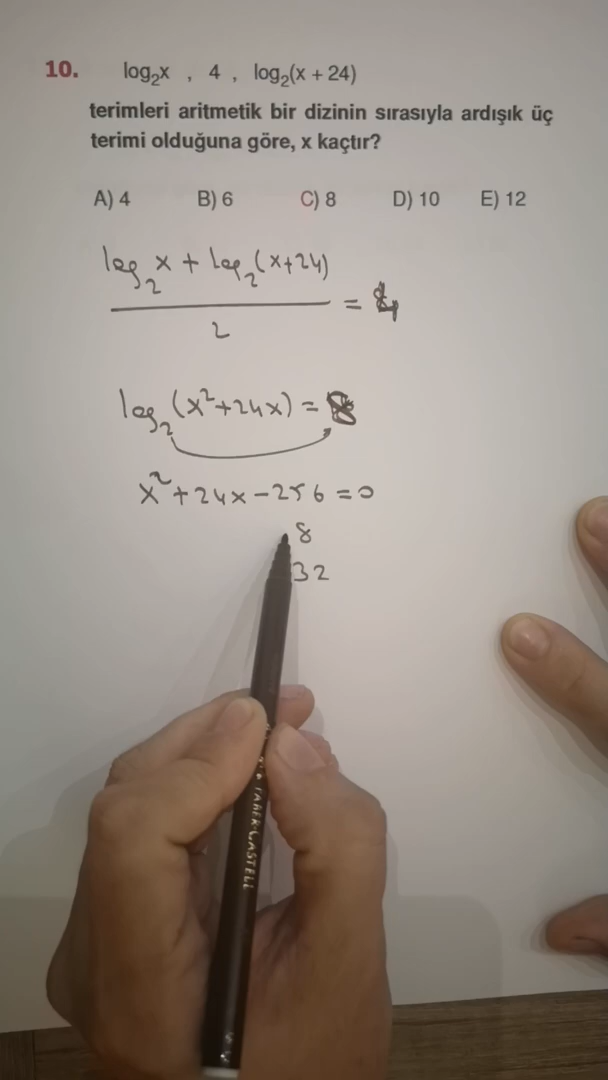 10. log₂x , 4 , log₂(x + 24)
terimleri aritmetik bir dizinin sırasıyla ardışık üç
terimi olduğuna göre, x kaçtır?
A) 4 B) 6 C) 8 D) 10 E) 12
log₂x + log₂(x+24)
2
=
log₂(x²+24x) = 8
x²+24x-256=0
8
32
FABER-CASTELL